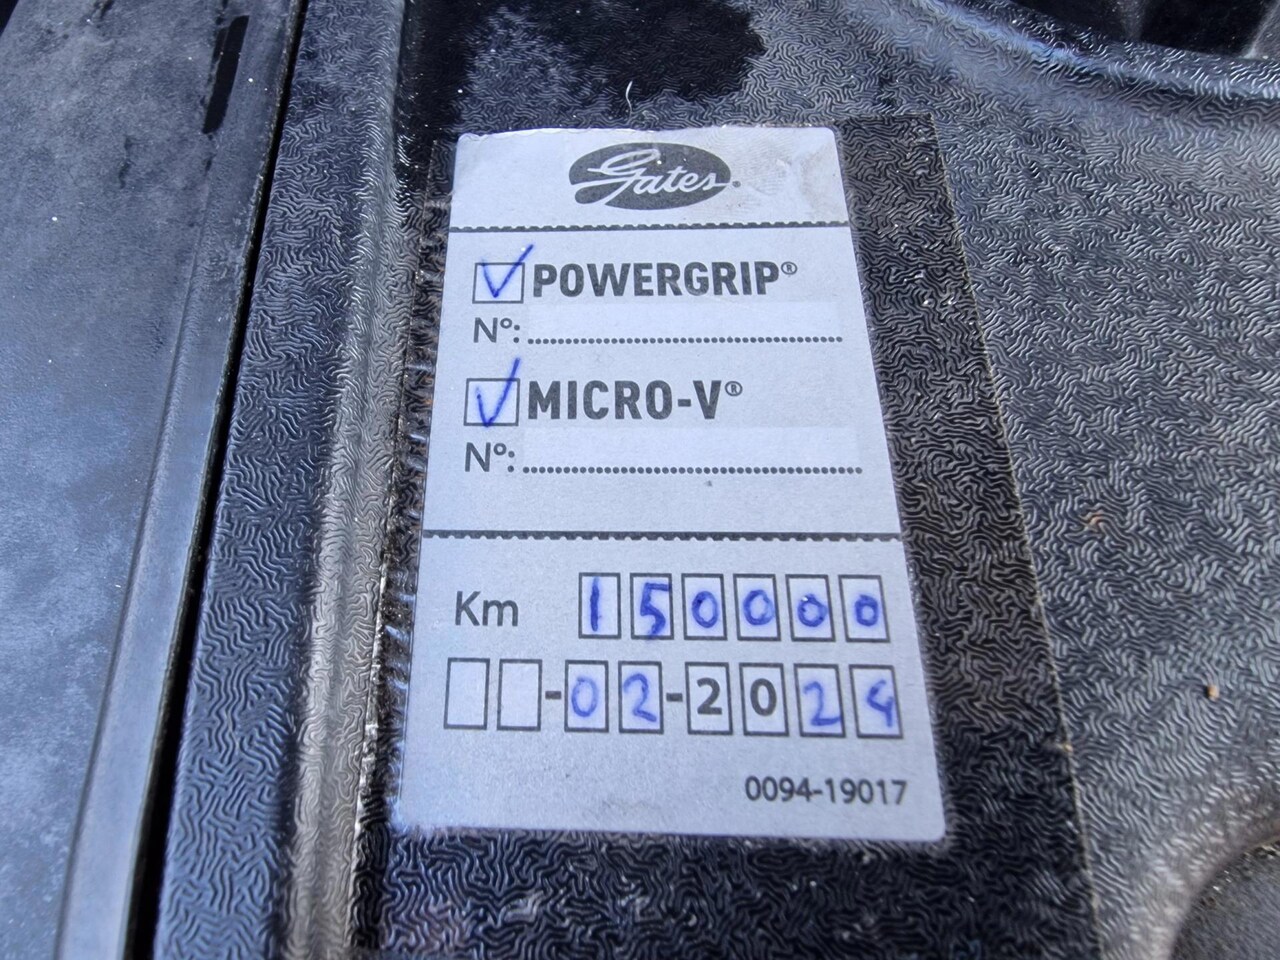 Gates®
POWERGRIP®
Nº:
MICRO-V®
Nº:
Km 150000
-02-2024
0094-19017